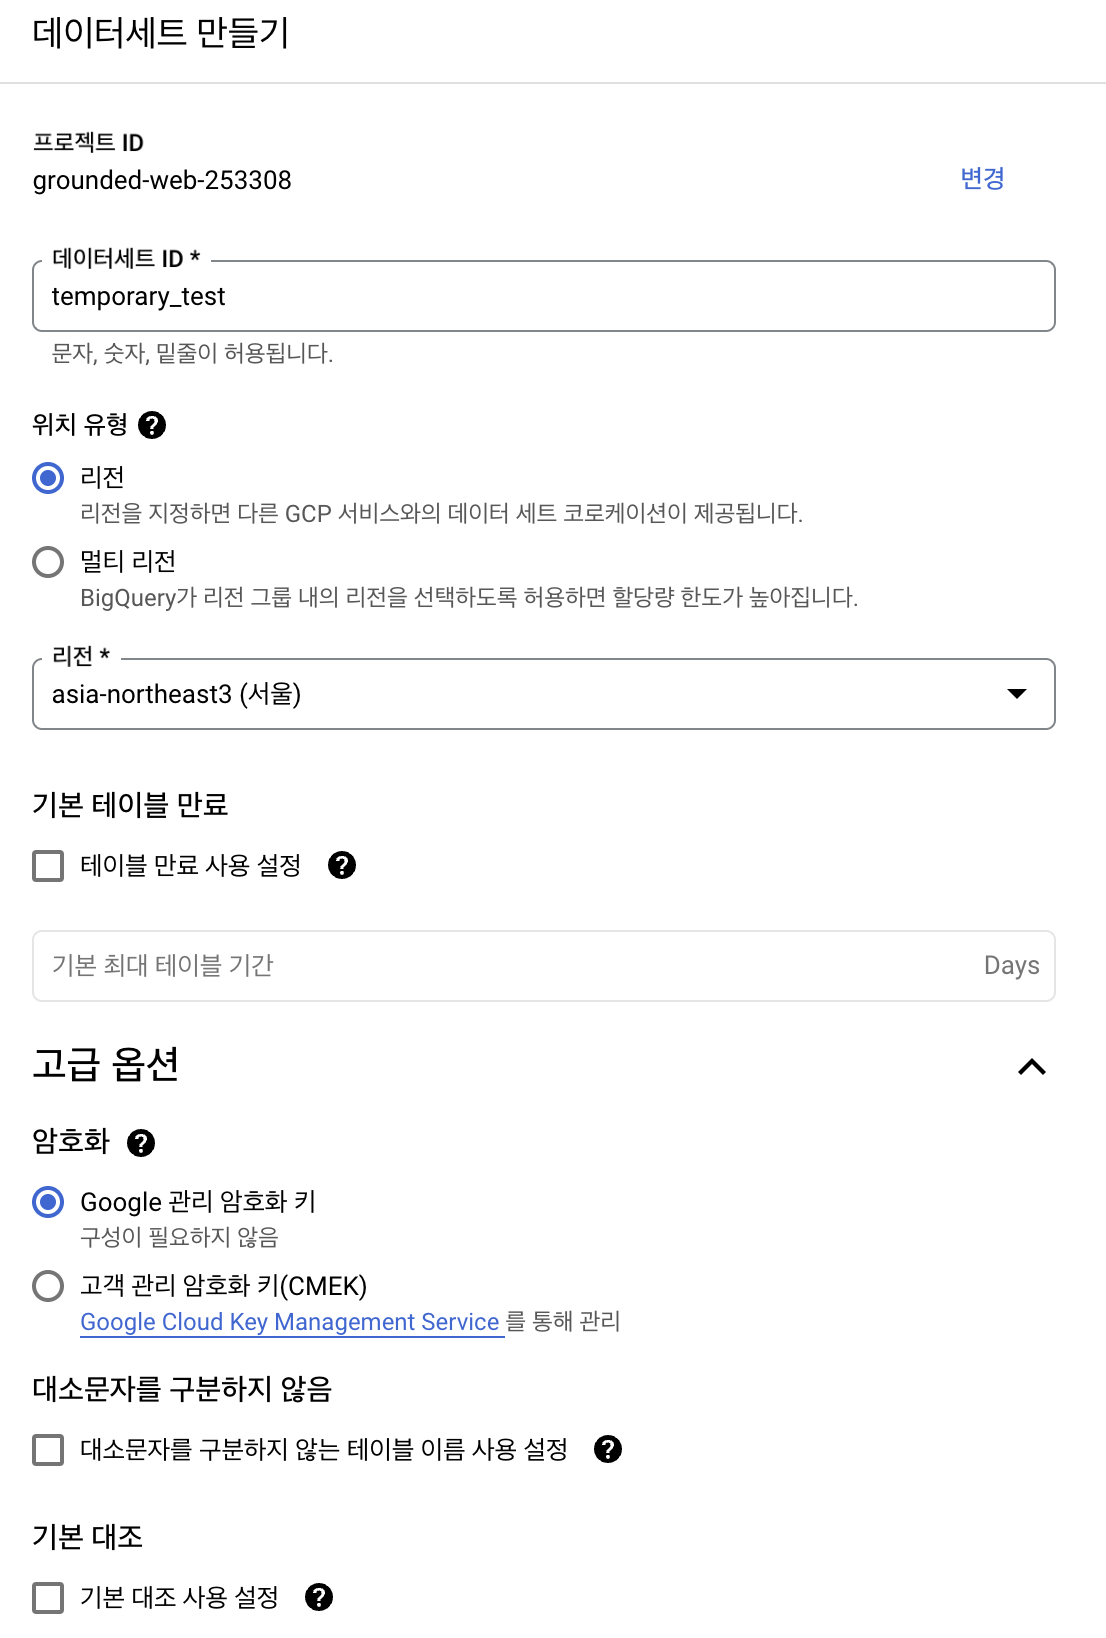 데이터세트 만들기
프로젝트 ID
grounded-web-253308
변경
데이터세트 ID *
temporary_test
문자, 숫자, 밑줄이 허용됩니다.
위치 유형 ?
리전
리전을 지정하면 다른 GCP 서비스와의 데이터 세트 코로케이션이 제공됩니다.
멀티 리전
BigQuery가 리전 그룹 내의 리전을 선택하도록 허용하면 할당량 한도가 높아집니다.
리전 *
asia-northeast3 (서울)
기본 테이블 만료
테이블 만료 사용 설정 ?
기본 최대 테이블 기간 Days
고급 옵션
암호화 ?
Google 관리 암호화 키
구성이 필요하지 않음
고객 관리 암호화 키(CMEK)
Google Cloud Key Management Service 를 통해 관리
대소문자를 구분하지 않음
대소문자를 구분하지 않는 테이블 이름 사용 설정 ?
기본 대조
기본 대조 사용 설정 ?